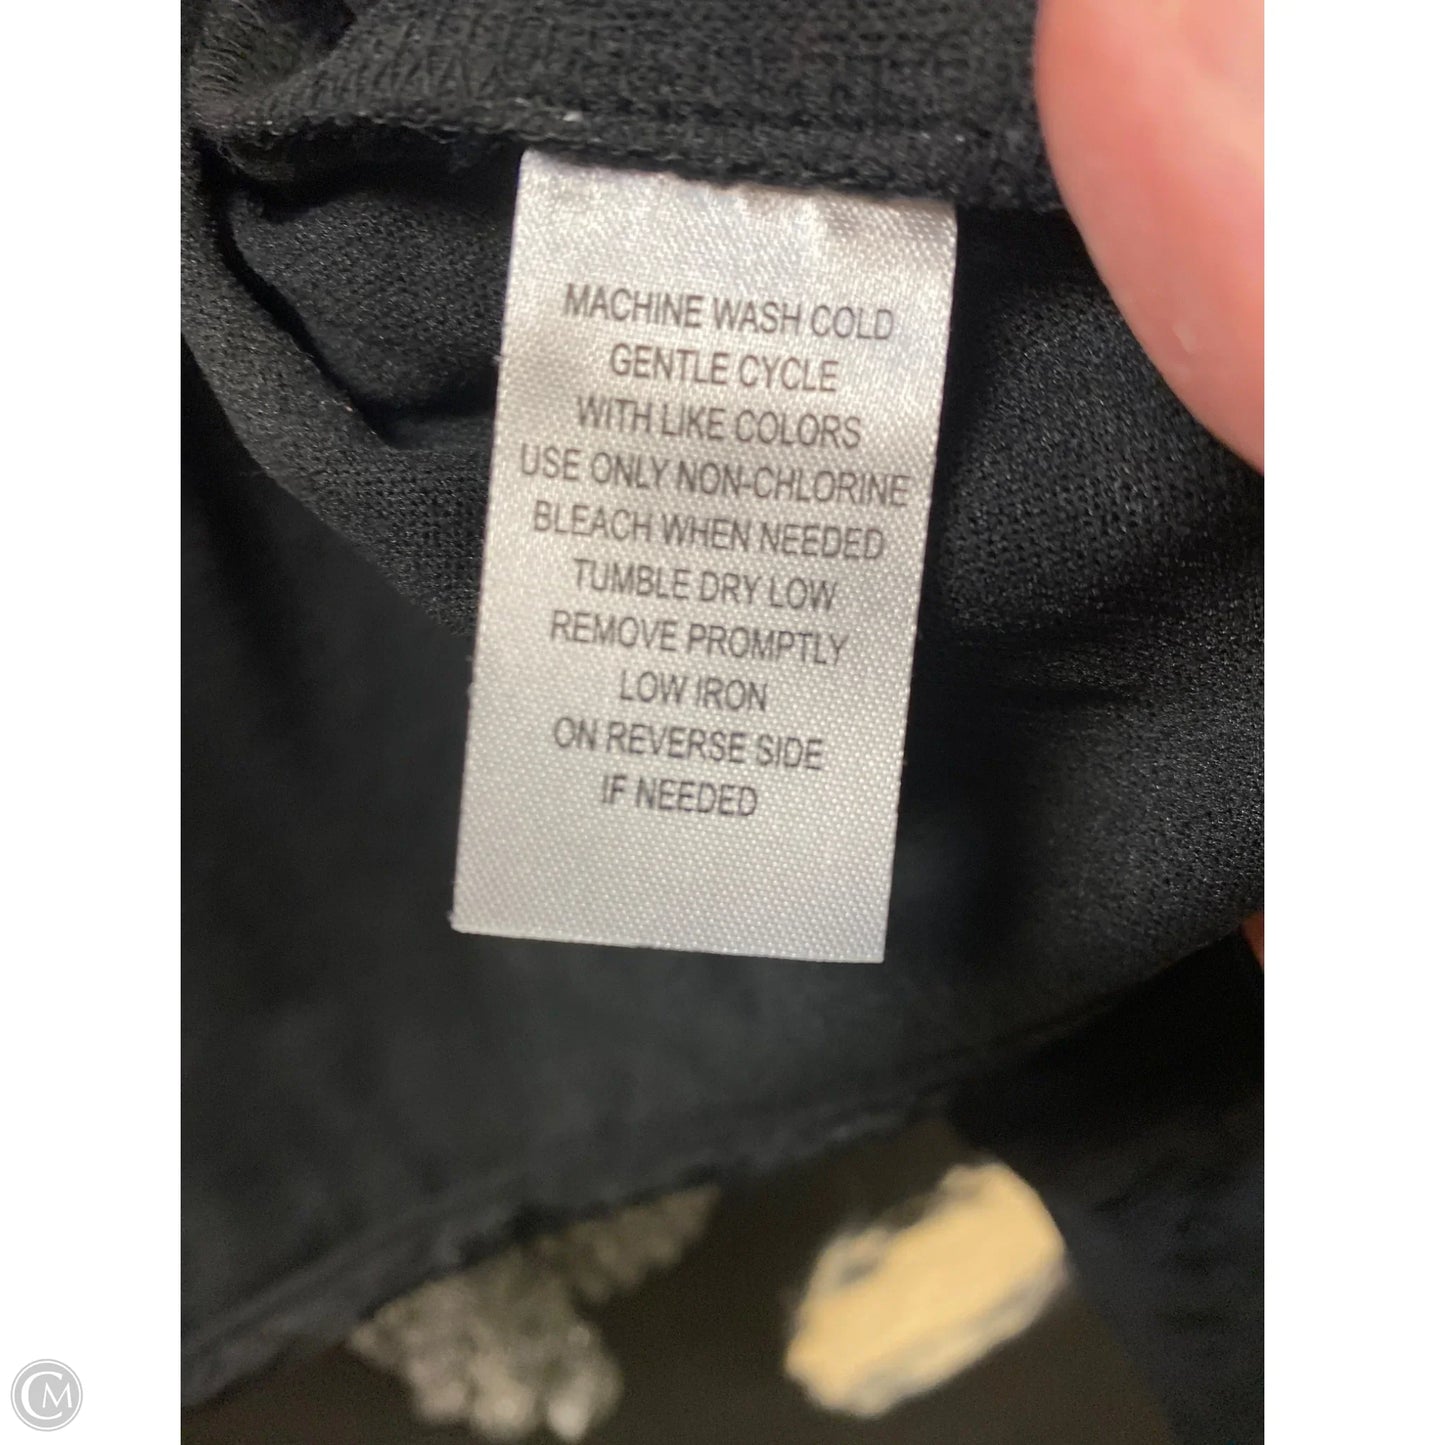 MACHINE WASH COLD
GENTLE CYCLE
WITH LIKE COLORS
USE ONLY NON-CHLORINE
BLEACH WHEN NEEDED
TUMBLE DRY LOW
REMOVE PROMPTLY
LOW IRON
ON REVERSE SIDE
IF NEEDED
CM